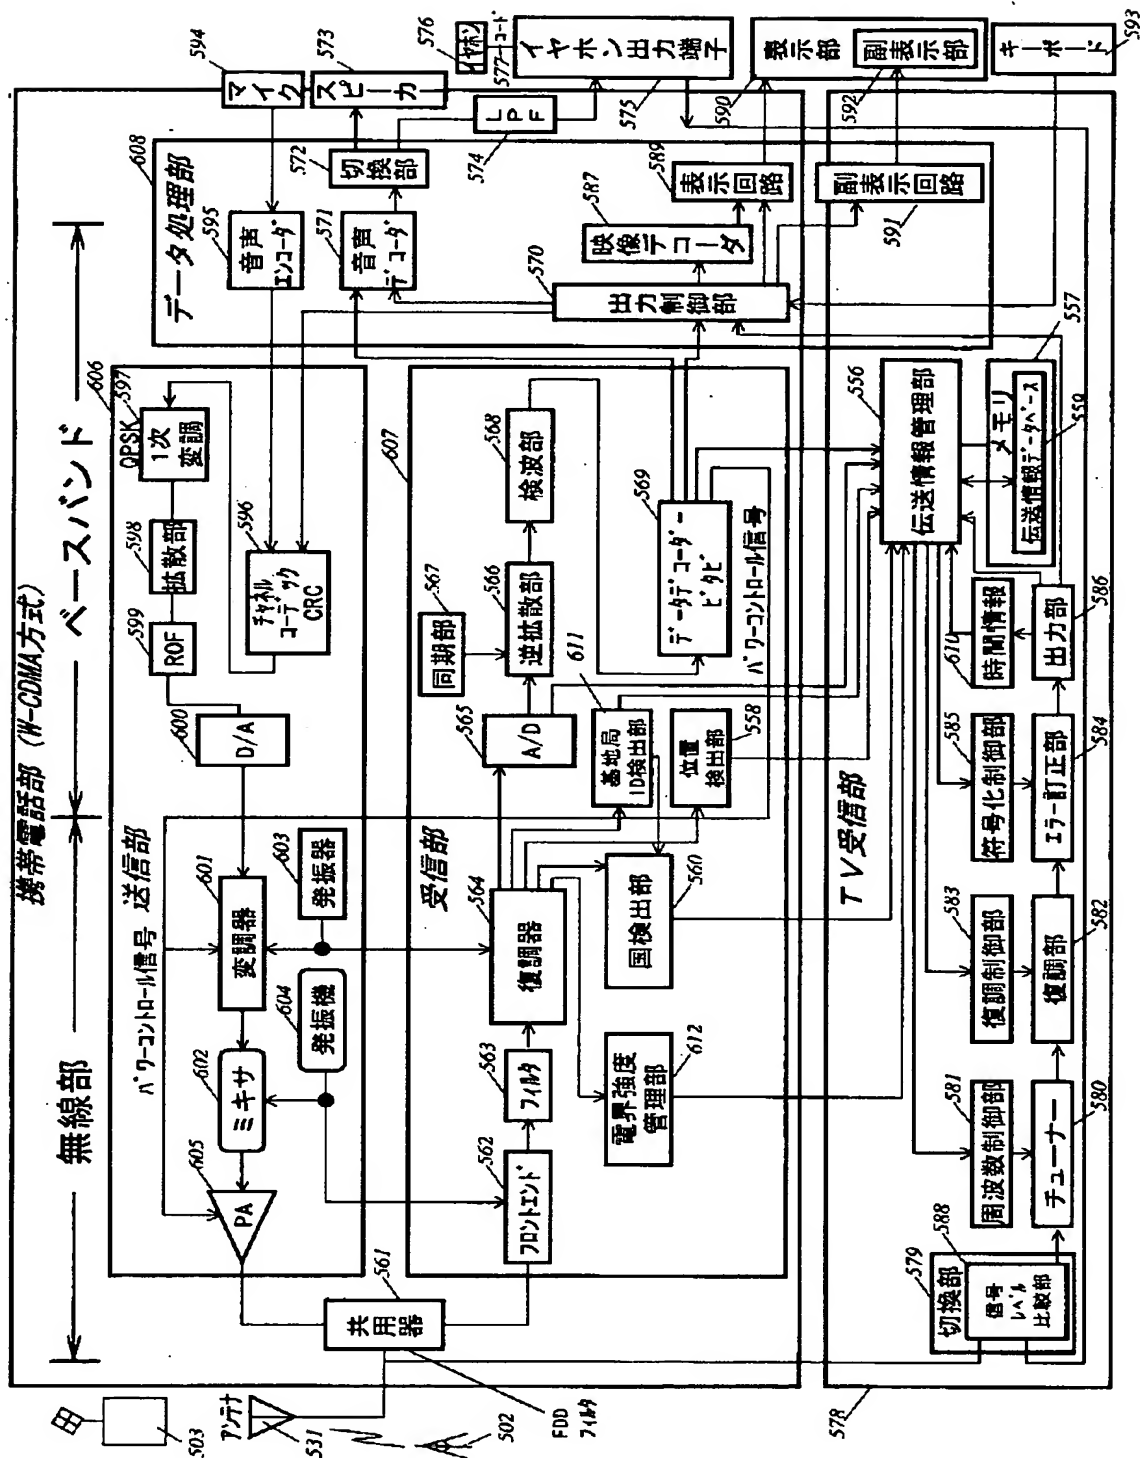 携帯電話部 (W-CDMA方式)
無線部
ベースバンド
パワーコントロール信号
送信部
606
PA
605
ミキサ
602
変調器
601
発振器
603
発振機
604
D/A
600
ROF
599
拡散部
598
QPSK
1次
変調
597
チャネル
コーデック
CRC
596
データ処理部
608
音声
エンコーダ
595
音声
デコーダ
571
切換部
572
マイク
594
スピーカ
573
LPF
574
イヤホン
576
577
コード
イヤホン出力端子
575
出力制御部
570
映像デコーダ
587
表示回路
589
表示部
590
副表示部
592
副表示回路
591
キーボード
593
受信部
607
フロントエンド
562
フィルタ
563
復調器
564
A/D
565
逆拡散部
566
同期部
567
検波部
568
データデコーダー
ビタビ
569
パワーコントロール信号
基地局
ID検出部
611
位置
検出部
558
国検出部
560
電界強度
管理部
612
共用器
561
FDD
フィルタ
アンテナ
531
502
503
TV受信部
578
切換部
579
信号
レベル
比較部
588
チューナー
580
周波数制御部
581
復調部
582
復調制御部
583
エラー訂正部
584
符号化制御部
585
出力部
586
時間情報
610
伝送情報管理部
556
メモリ
557
伝送情報データベース
559